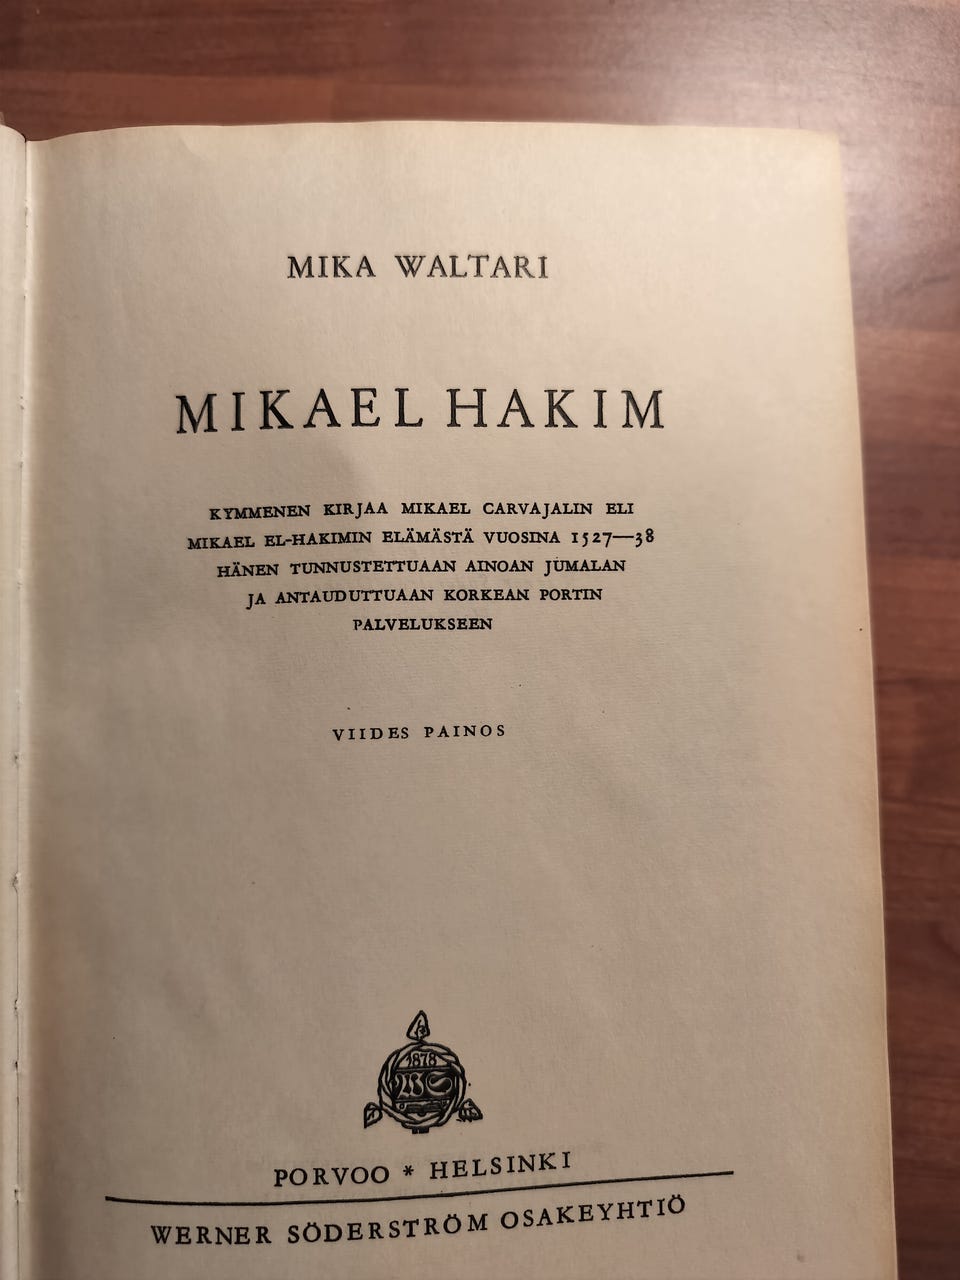 MIKA WALTARI
MIKAEL HAKIM
KYMMENEN KIRJAA MIKAEL CARVAJALIN ELI
MIKAEL EL-HAKIMIN ELÄMÄSTÄ VUOSINA 1527—38
HÄNEN TUNNUSTETTUAAN AINOAN JUMALAN
JA ANTAUDUTTUAAN KORKEAN PORTIN
PALVELUKSEEN
VIIDES PAINOS
1878
WS
PORVOO * HELSINKI
WERNER SÖDERSTRÖM OSAKEYHTIÖ